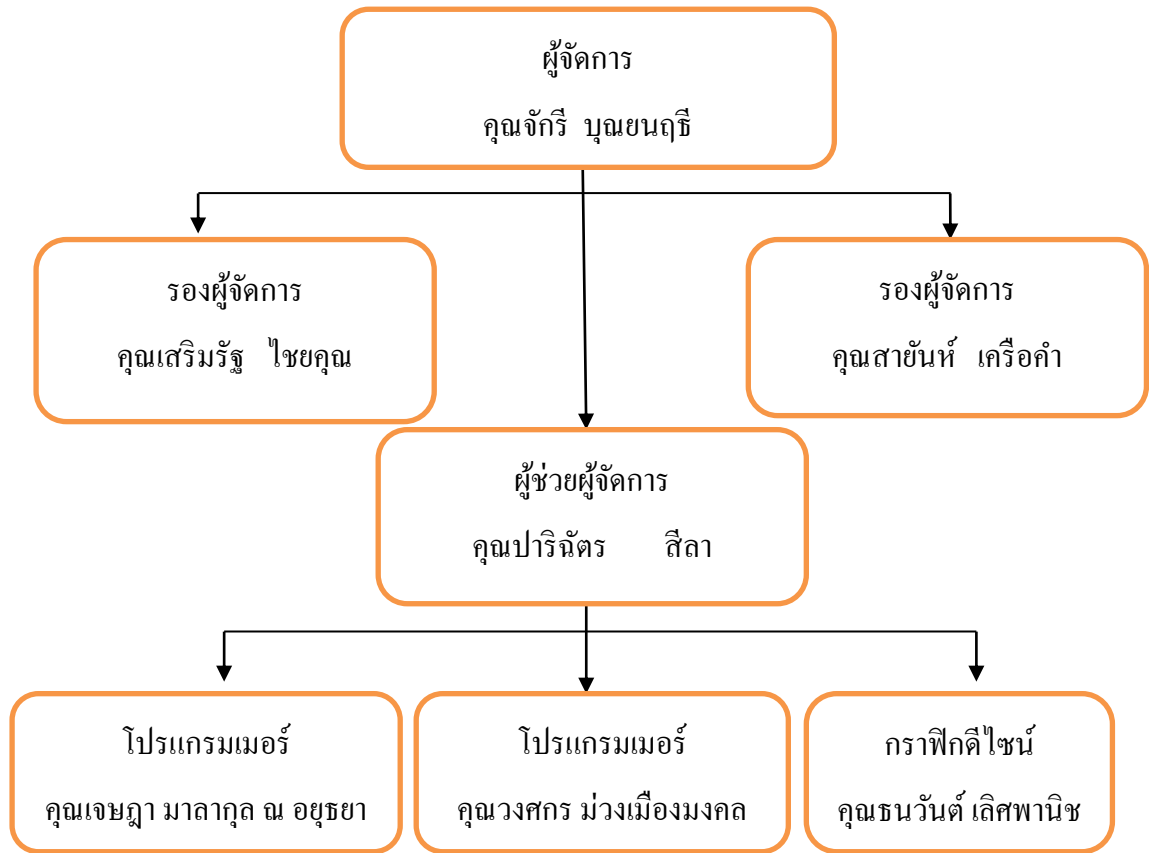 ผู้จัดการ
คุณจักรี บุณยนฤธี
รองผู้จัดการ
คุณเสริมรัฐ ไชยคุณ
รองผู้จัดการ
คุณสายันห์ เครือคำ
ผู้ช่วยผู้จัดการ
คุณปาริฉัตร สีลา
โปรแกรมเมอร์
คุณเจษฎา มาลากุล ณ อยุธยา
โปรแกรมเมอร์
คุณวงศกร ม่วงเมืองมงคล
กราฟิกดีไซน์
คุณธนวันต์ เลิศพานิช